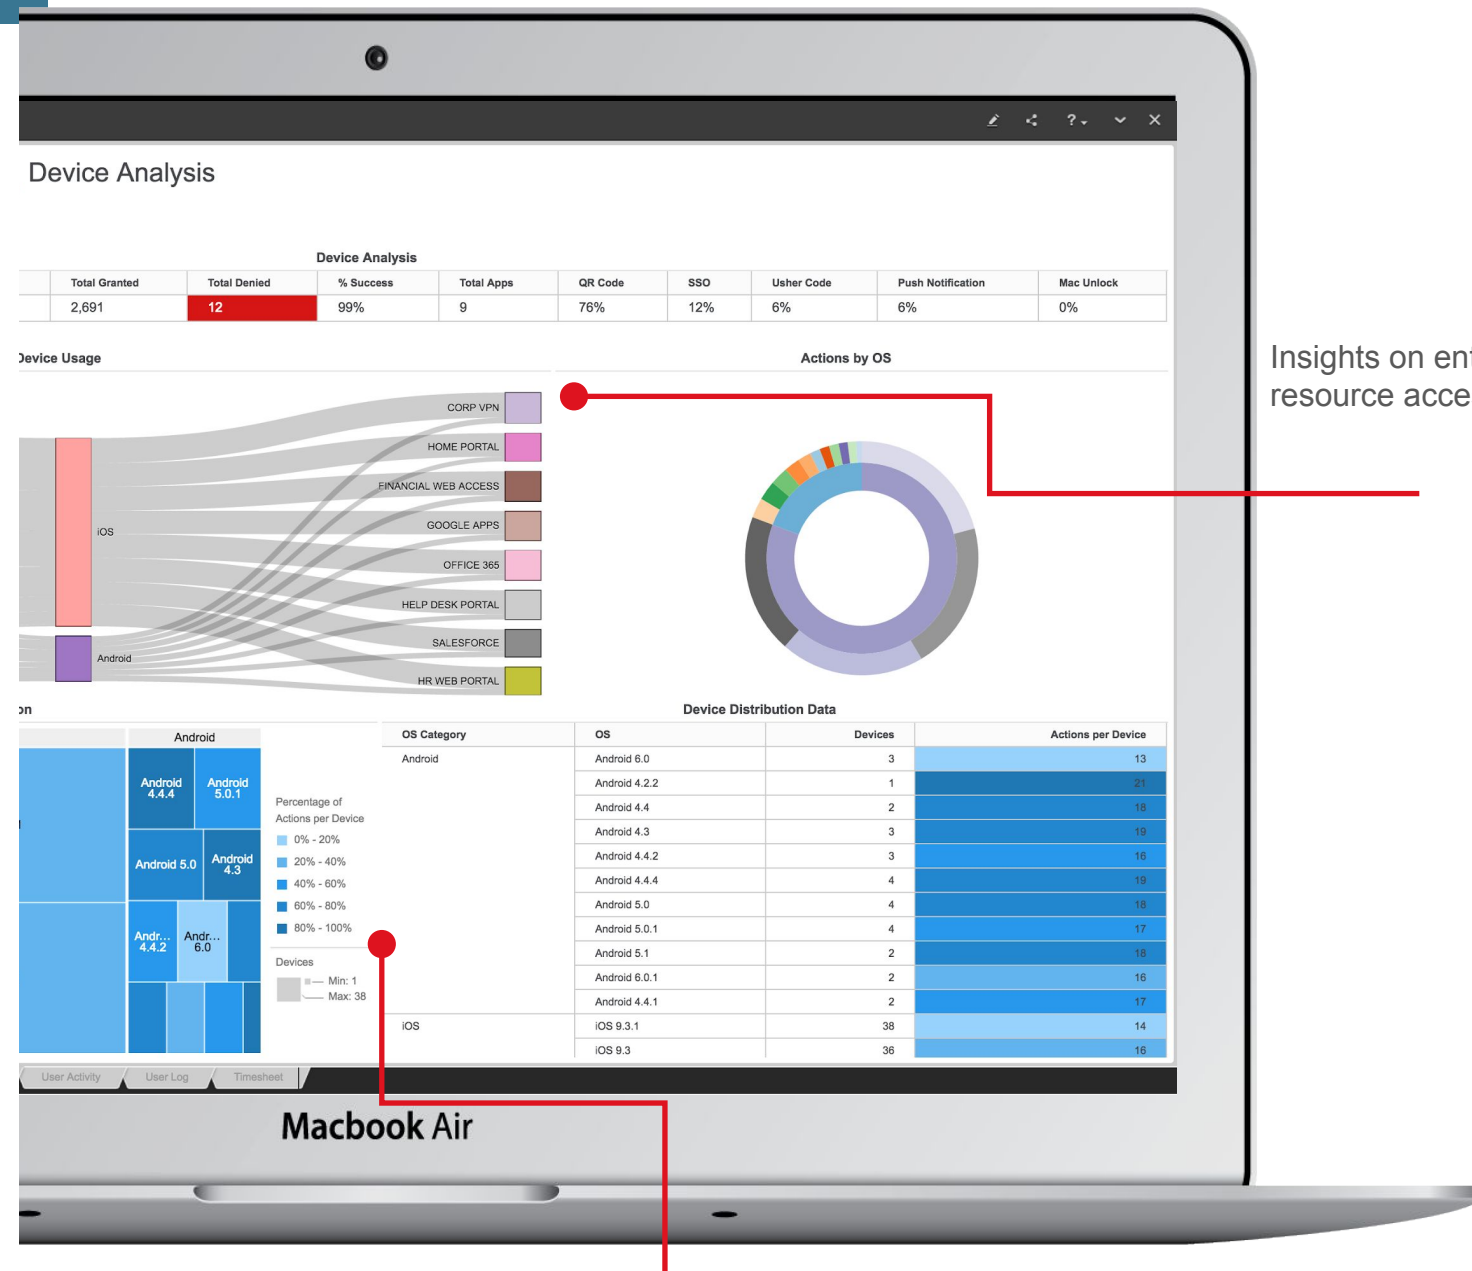 Device Analysis
Device Analysis
Total Granted Total Denied % Success Total Apps QR Code SSO Usher Code Push Notification Mac Unlock
2,691 12 99% 9 76% 12% 6% 6% 0%
Device Usage Actions by OS
Insights on
resource
CORP VPN
HOME PORTAL
FINANCIAL WEB ACCESS
GOOGLE APPS
iOS
OFFICE 365
HELP DESK PORTAL
SALESFORCE
Android
HR WEB PORTAL
Device Distribution Data
Android
Android
4.4.4
Android
5.0.1
Android 5.0
Android
4.3
Andr...
4.4.2
Andr...
6.0
Percentage of
Actions per Device
0% - 20%
20% - 40%
40% - 60%
60% - 80%
80% - 100%
Devices
Min: 1
Max: 38
OS Category OS Devices Actions per Device
Android Android 6.0 3 13
Android 4.2.2 1 21
Android 4.4 2 18
Android 4.3 3 19
Android 4.4.2 3 16
Android 4.4.4 4 19
Android 5.0 4 18
Android 5.0.1 4 17
Android 5.1 2 18
Android 6.0.1 2 16
Android 4.4.1 2 17
iOS iOS 9.3.1 38 14
iOS 9.3 36 16
User Activity User Log Timesheet
Macbook Air